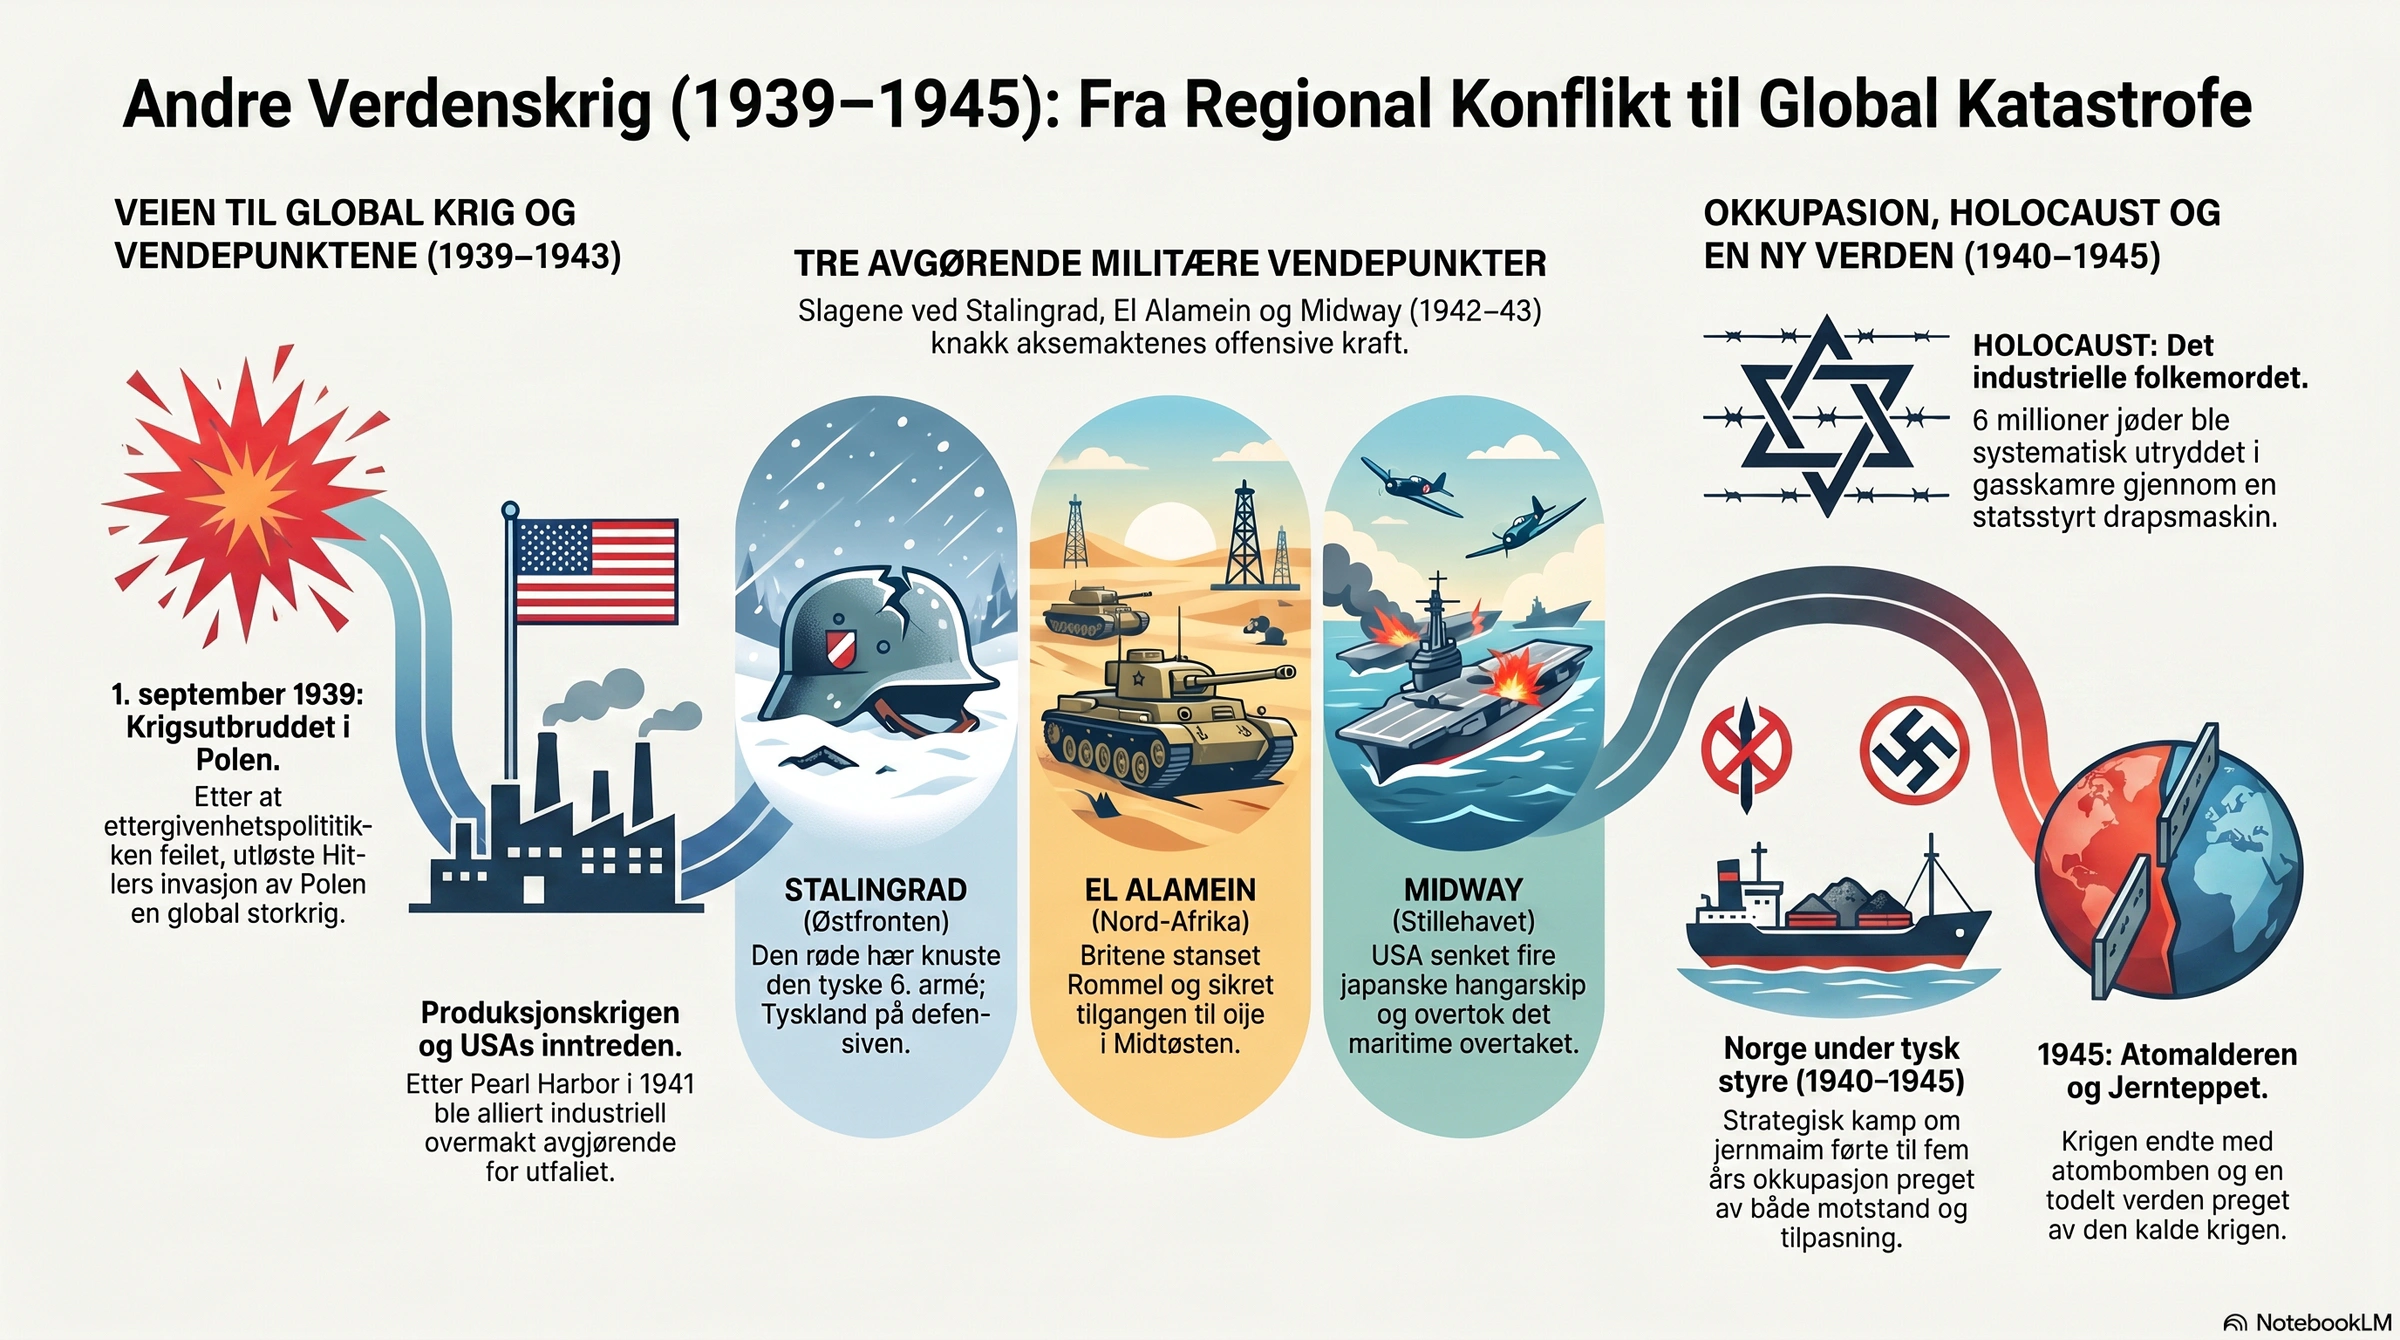 Andre Verdenskrig (1939–1945): Fra Regional Konflikt til Global Katastrofe
VEIEN TIL GLOBAL KRIG OG
VENDEPUNKTENE (1939–1943)
1. september 1939:
Krigsutbruddet i
Polen.
Etter at
ettergivenhetspolititik-
ken feilet, utløste Hit-
lers invasjon av Polen
en global storkrig.
Produksjonskrigen
og USAs inntreden.
Etter Pearl Harbor i 1941
ble alliert industriell
overmakt avgjørende
for utfaliet.
TRE AVGØRENDE MILITÆRE VENDEPUNKTER
Slagene ved Stalingrad, El Alamein og Midway (1942–43)
knakk aksemaktenes offensive kraft.
STALINGRAD
(Østfronten)
Den røde hær knuste
den tyske 6. armé;
Tyskland på defen-
siven.
EL ALAMEIN
(Nord-Afrika)
Britene stanset
Rommel og sikret
tilgangen til oije
i Midtøsten.
MIDWAY
(Stillehavet)
USA senket fire
japanske hangarskip
og overtok det
maritime overtaket.
OKKUPASION, HOLOCAUST OG
EN NY VERDEN (1940–1945)
HOLOCAUST: Det
industrielle folkemordet.
6 millioner jøder ble
systematisk utryddet i
gasskamre gjennom en
statsstyrt drapsmaskin.
Norge under tysk
styre (1940–1945)
Strategisk kamp om
jernmaim førte til fem
års okkupasjon preget
av både motstand og
tilpasning.
1945: Atomalderen
og Jernteppet.
Krigen endte med
atombomben og en
todelt verden preget
av den kalde krigen.
NotebookLM